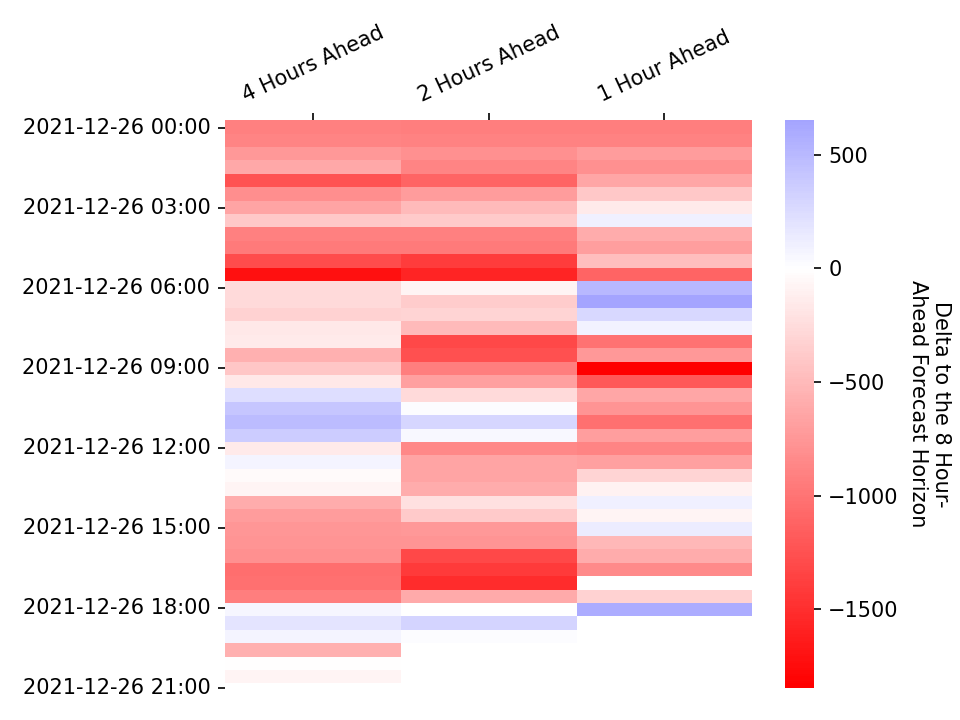 4 Hours Ahead
2 Hours Ahead
1 Hour Ahead
2021-12-26 00:00
2021-12-26 03:00
2021-12-26 06:00
2021-12-26 09:00
2021-12-26 12:00
2021-12-26 15:00
2021-12-26 18:00
2021-12-26 21:00
500
0
−500
−1000
−1500
Delta to the 8 Hour-
Ahead Forecast Horizon